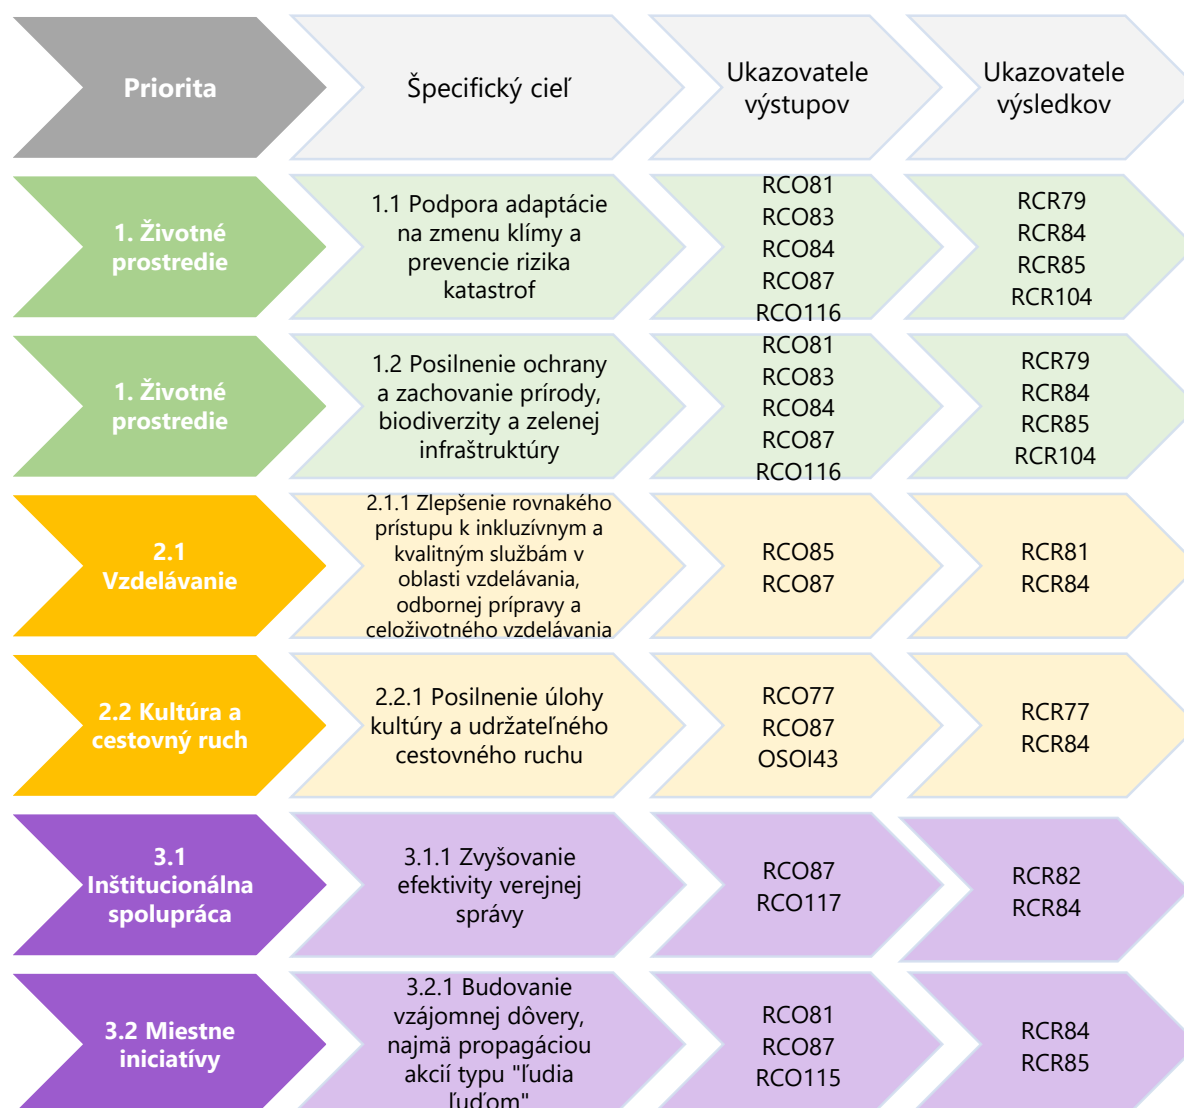 Priorita
Špecifický cieľ
Ukazovatele
výstupov
Ukazovatele
výsledkov
1. Životné
prostredie
1.1 Podpora adaptácie
na zmenu klímy a
prevencie rizika
katastrof
RCO81
RCO83
RCO84
RCO87
RCO116
RCR79
RCR84
RCR85
RCR104
1. Životné
prostredie
1.2 Posilnenie ochrany
a zachovanie prírody,
biodiverzity a zelenej
infraštruktúry
RCO81
RCO83
RCO84
RCO87
RCO116
RCR79
RCR84
RCR85
RCR104
2.1
Vzdelávanie
2.1.1 Zlepšenie rovnakého
prístupu k inkluzívnym a
kvalitným službám v
oblasti vzdelávania,
odbornej prípravy a
celoživotného vzdelávania
RCO85
RCO87
RCR81
RCR84
2.2 Kultúra a
cestovný ruch
2.2.1 Posilnenie úlohy
kultúry a udržateľného
cestovného ruchu
RCO77
RCO87
OSOI43
RCR77
RCR84
3.1
Inštitucionálna
spolupráca
3.1.1 Zvyšovanie
efektivity verejnej
správy
RCO87
RCO117
RCR82
RCR84
3.2 Miestne
iniciatívy
3.2.1 Budovanie
vzájomnej dôvery,
najmä propagáciou
akcií typu "ľudia
ľuďom"
RCO81
RCO87
RCO115
RCR84
RCR85